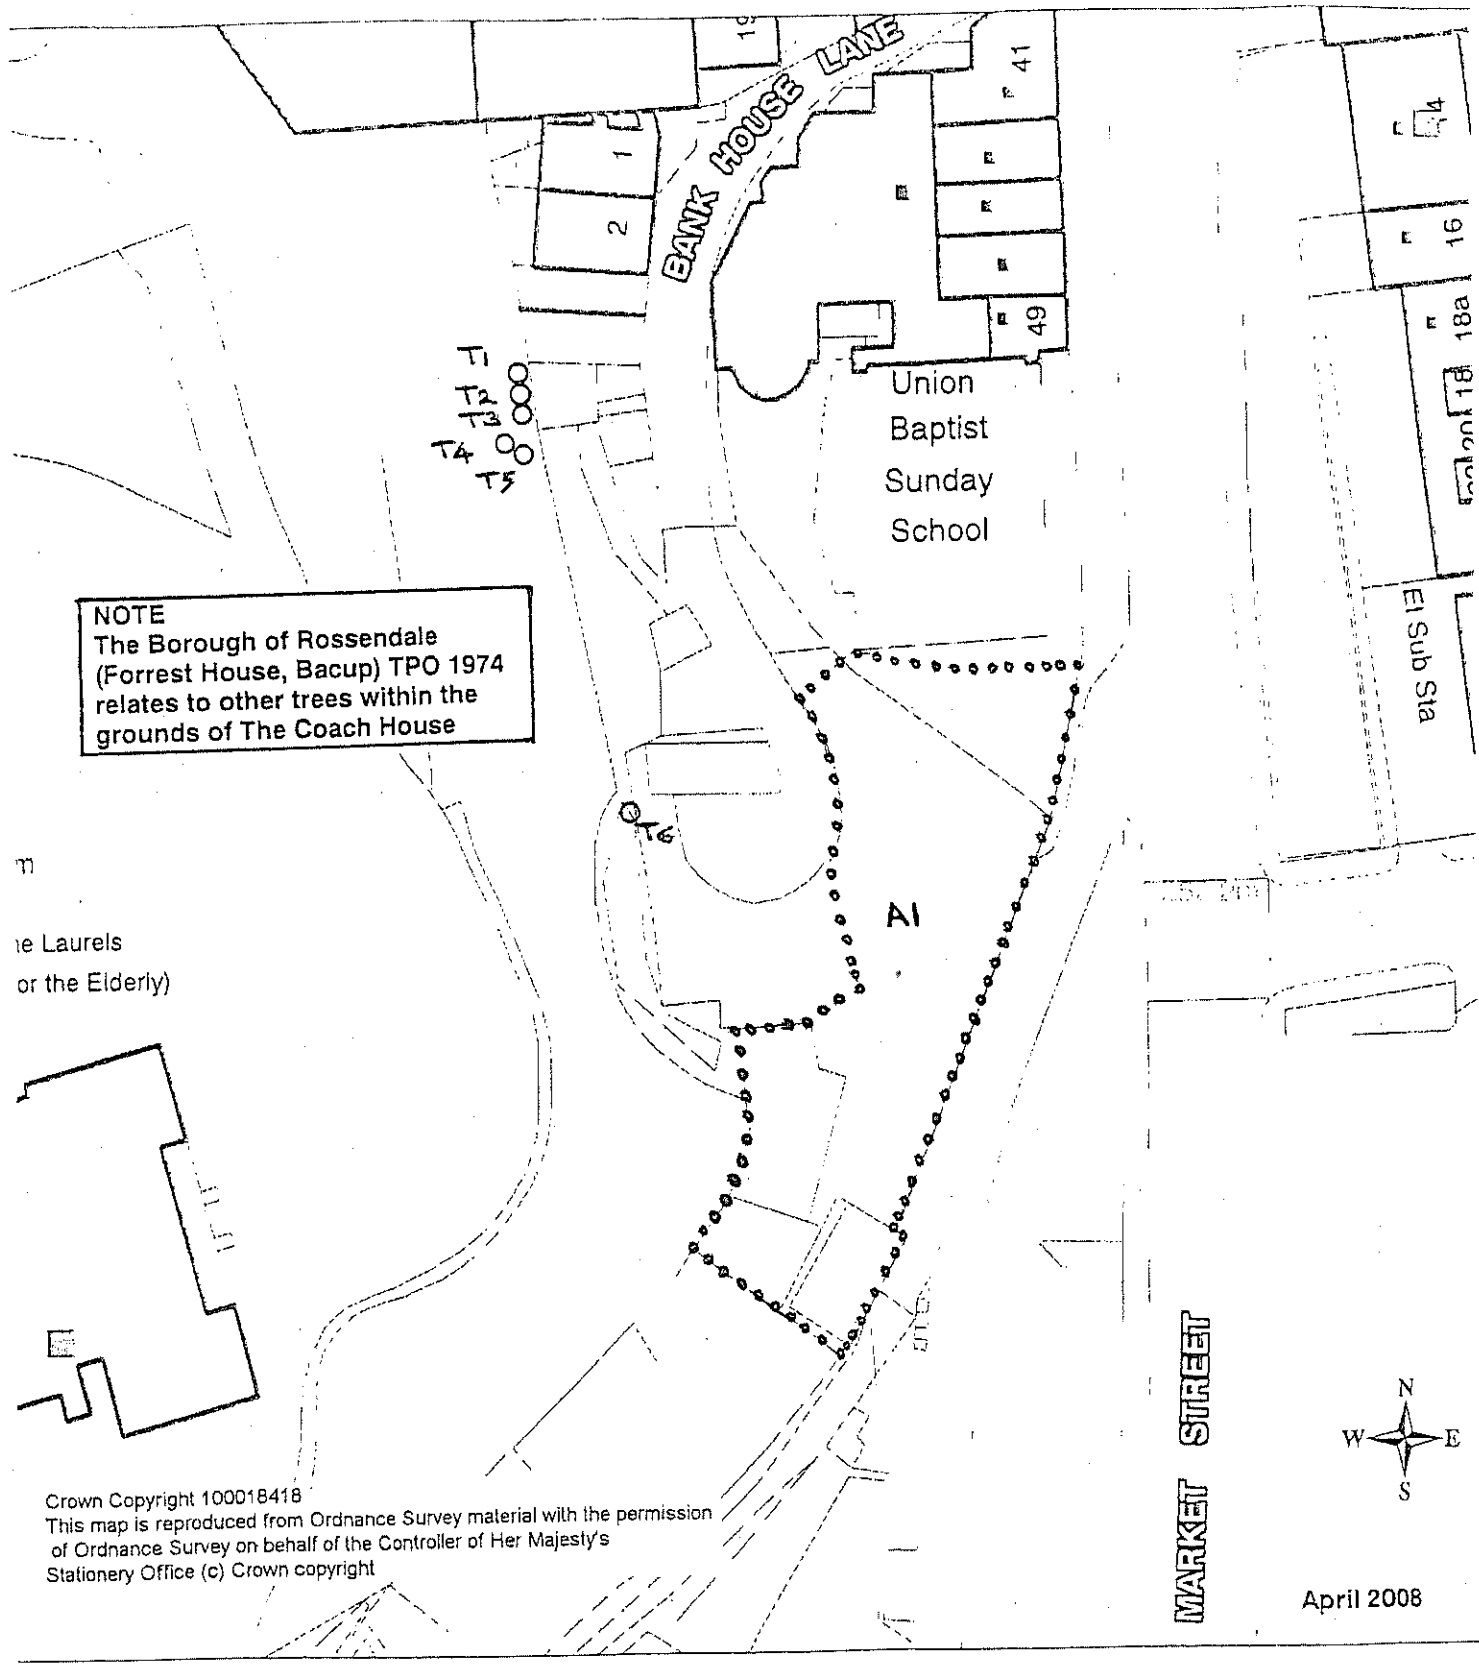 BANK HOUSE LANE
41
1
2
4
16
18a
18
20
49
Union
Baptist
Sunday
School
T1
T2
T3
T4
T5
El Sub Sta
NOTE
The Borough of Rossendale
(Forrest House, Bacup) TPO 1974
relates to other trees within the
grounds of The Coach House
T6
A1
Laurels
or the Elderly)
MARKET STREET
N
W E
S
Crown Copyright 100018418
This map is reproduced from Ordnance Survey material with the permission
of Ordnance Survey on behalf of the Controller of Her Majesty's
Stationery Office (c) Crown copyright
April 2008